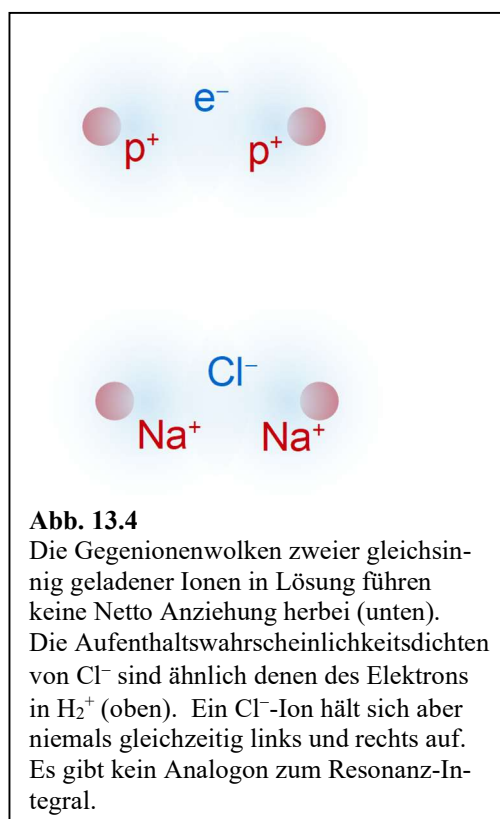 e⁻
p⁺ p⁺
Cl⁻
Na⁺ Na⁺
Abb. 13.4
Die Gegenionenwolken zweier gleichsin-
nig geladener Ionen in Lösung führen
keine Netto Anziehung herbei (unten).
Die Aufenthaltswahrscheinlichkeitsdichten
von Cl⁻ sind ähnlich denen des Elektrons
in H₂⁺ (oben). Ein Cl⁻-Ion hält sich aber
niemals gleichzeitig links und rechts auf.
Es gibt kein Analogon zum Resonanz-In-
tegral.